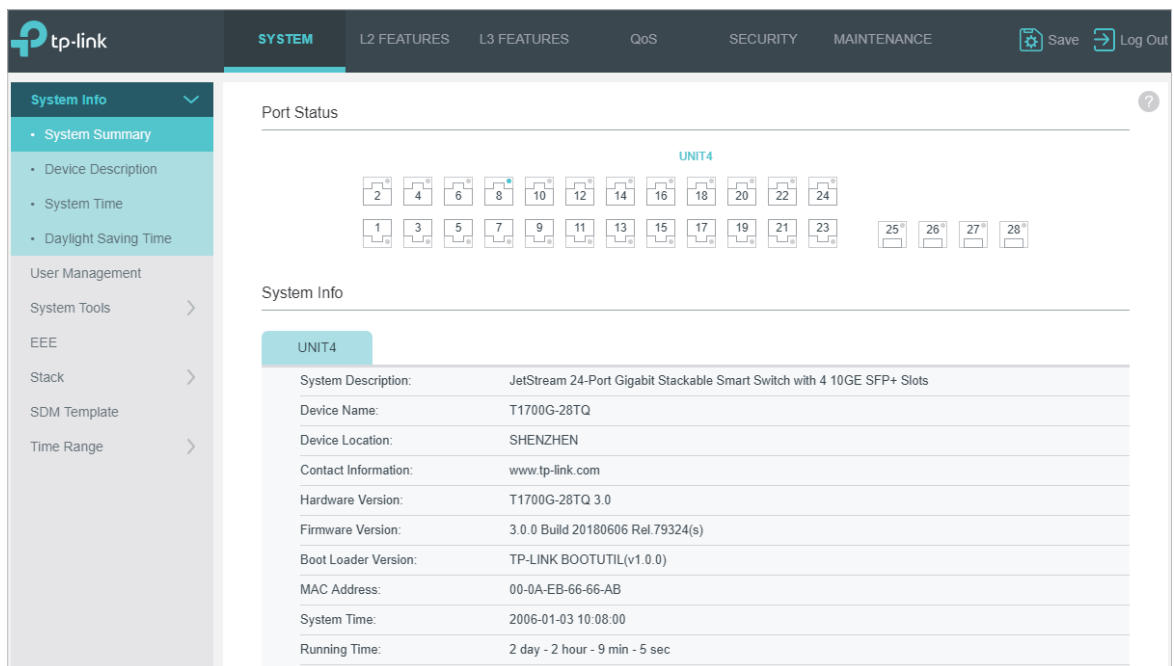 tp-link
SYSTEM L2 FEATURES L3 FEATURES QoS SECURITY MAINTENANCE Save Log Out
System Info
• System Summary
• Device Description
• System Time
• Daylight Saving Time
User Management
System Tools
EEE
Stack
SDM Template
Time Range
?
Port Status
UNIT4
2 4 6 8 10 12 14 16 18 20 22 24
1 3 5 7 9 11 13 15 17 19 21 23 25 26 27 28
System Info
UNIT4
System Description: JetStream 24-Port Gigabit Stackable Smart Switch with 4 10GE SFP+ Slots
Device Name: T1700G-28TQ
Device Location: SHENZHEN
Contact Information: www.tp-link.com
Hardware Version: T1700G-28TQ 3.0
Firmware Version: 3.0.0 Build 20180606 Rel.79324(s)
Boot Loader Version: TP-LINK BOOTUTIL(v1.0.0)
MAC Address: 00-0A-EB-66-66-AB
System Time: 2006-01-03 10:08:00
Running Time: 2 day - 2 hour - 9 min - 5 sec